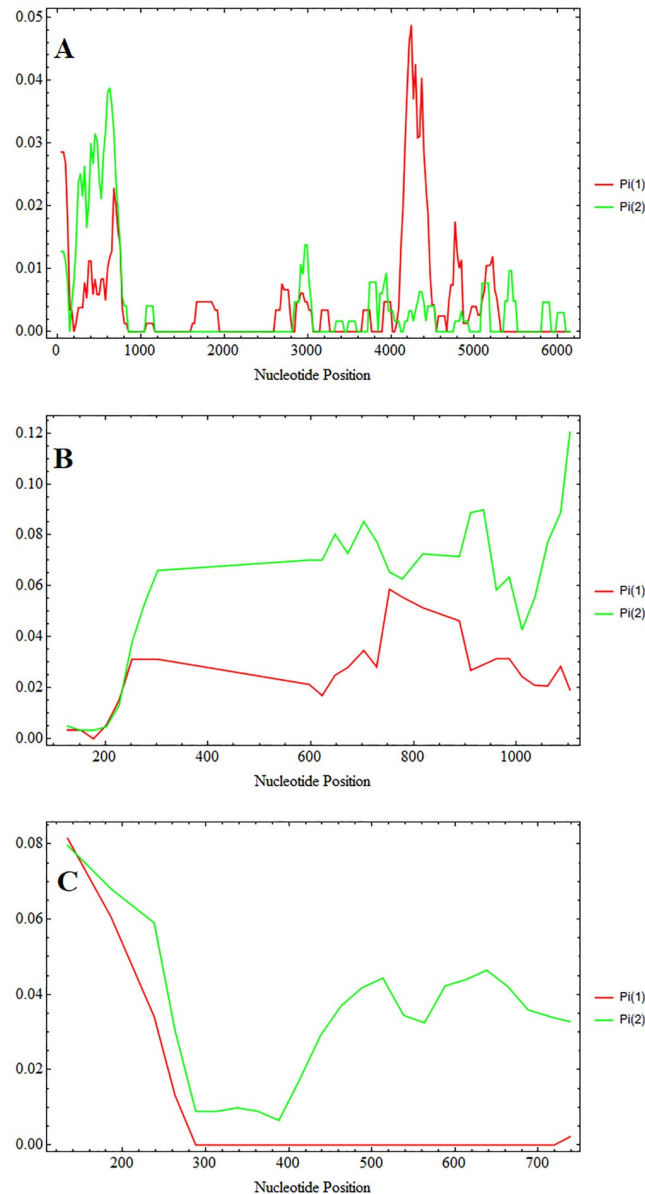 A
0.05
0.04
0.03
0.02
0.01
0.00
0 1000 2000 3000 4000 5000 6000
Nucleotide Position
Pi(1)
Pi(2)
B
0.12
0.10
0.08
0.06
0.04
0.02
0.00
200 400 600 800 1000
Nucleotide Position
Pi(1)
Pi(2)
C
0.08
0.06
0.04
0.02
0.00
200 300 400 500 600 700
Nucleotide Position
Pi(1)
Pi(2)